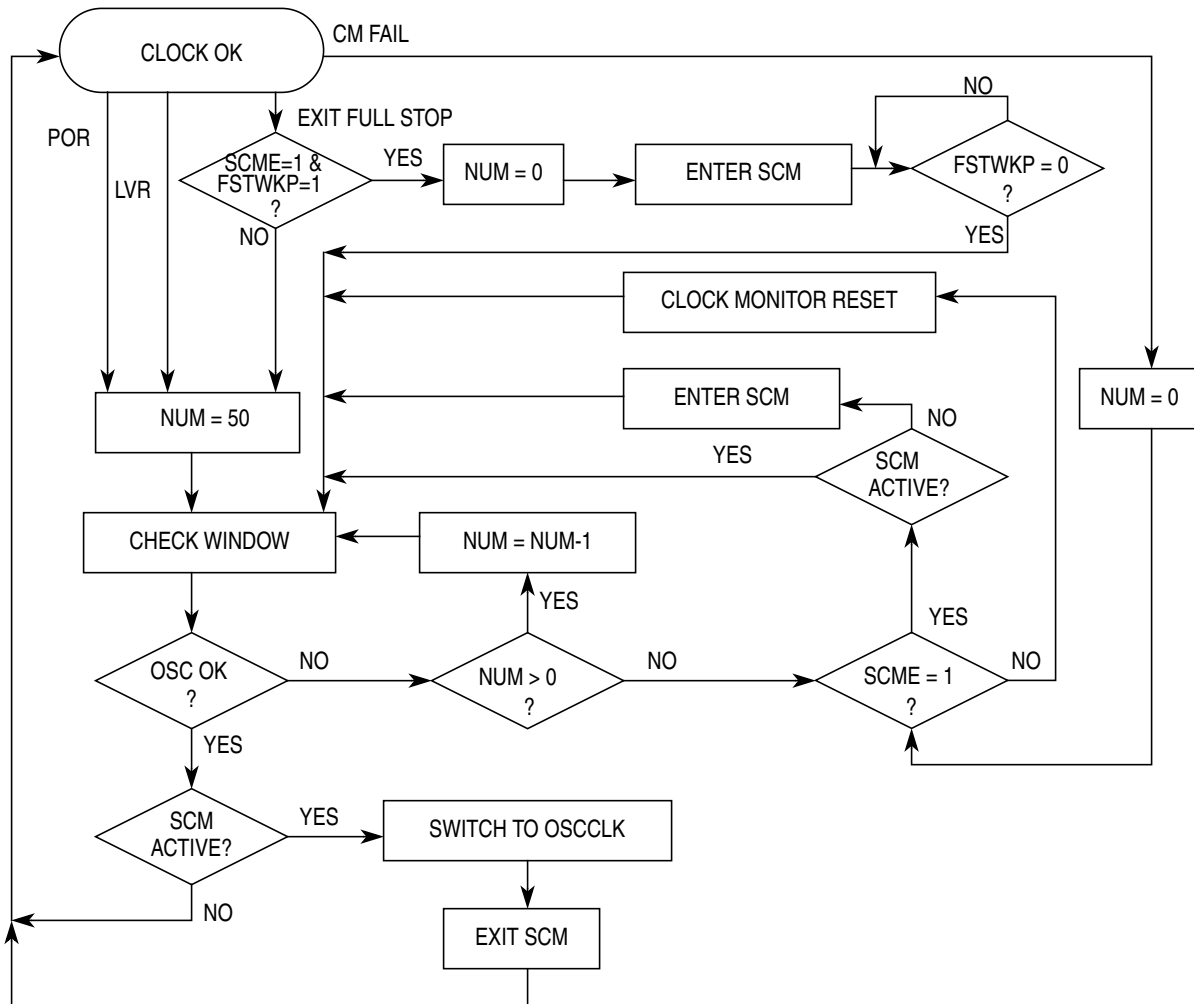 CM FAIL
CLOCK OK
NO
EXIT FULL STOP
POR
SCME=1 &
FSTWKP=1
?
YES
NUM = 0
ENTER SCM
FSTWKP = 0
?
LVR
NO
YES
CLOCK MONITOR RESET
NUM = 50
ENTER SCM
NUM = 0
NO
YES
SCM
ACTIVE?
CHECK WINDOW
NUM = NUM-1
YES
YES
OSC OK
?
NO
NUM > 0
?
NO
SCME = 1
?
NO
YES
SCM
ACTIVE?
YES
SWITCH TO OSCCLK
NO
EXIT SCM